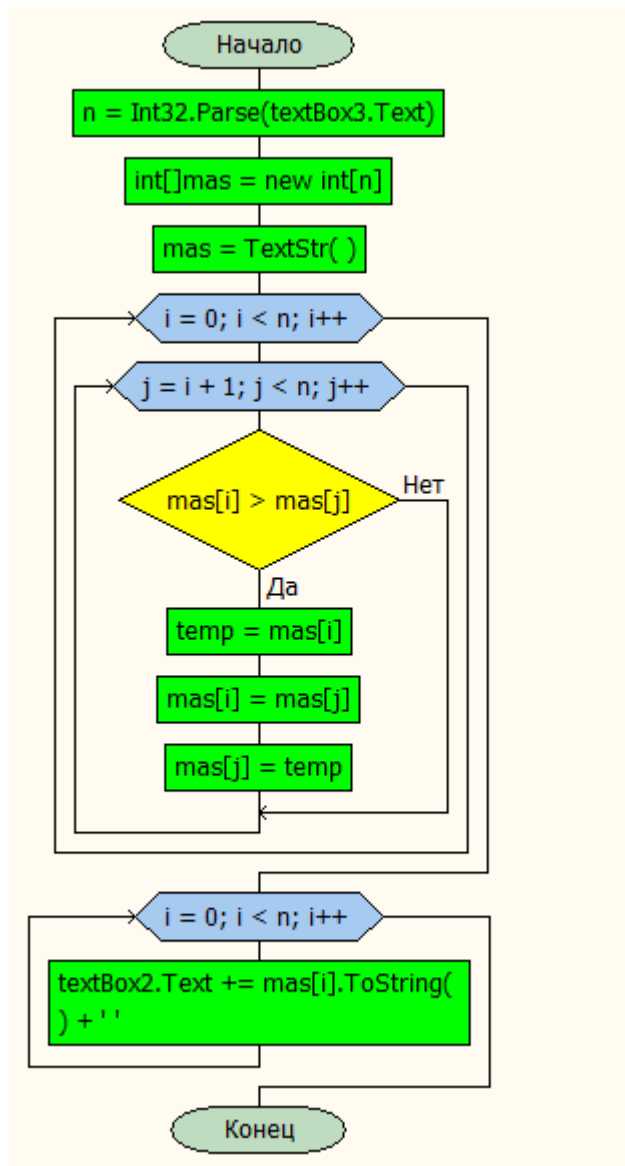 Начало
n = Int32.Parse(textBox3.Text)
int[]mas = new int[n]
mas = TextStr( )
i = 0; i < n; i++
j = i + 1; j < n; j++
mas[i] > mas[j]
Нет
Да
temp = mas[i]
mas[i] = mas[j]
mas[j] = temp
i = 0; i < n; i++
textBox2.Text += mas[i].ToString(
) + ' '
Конец